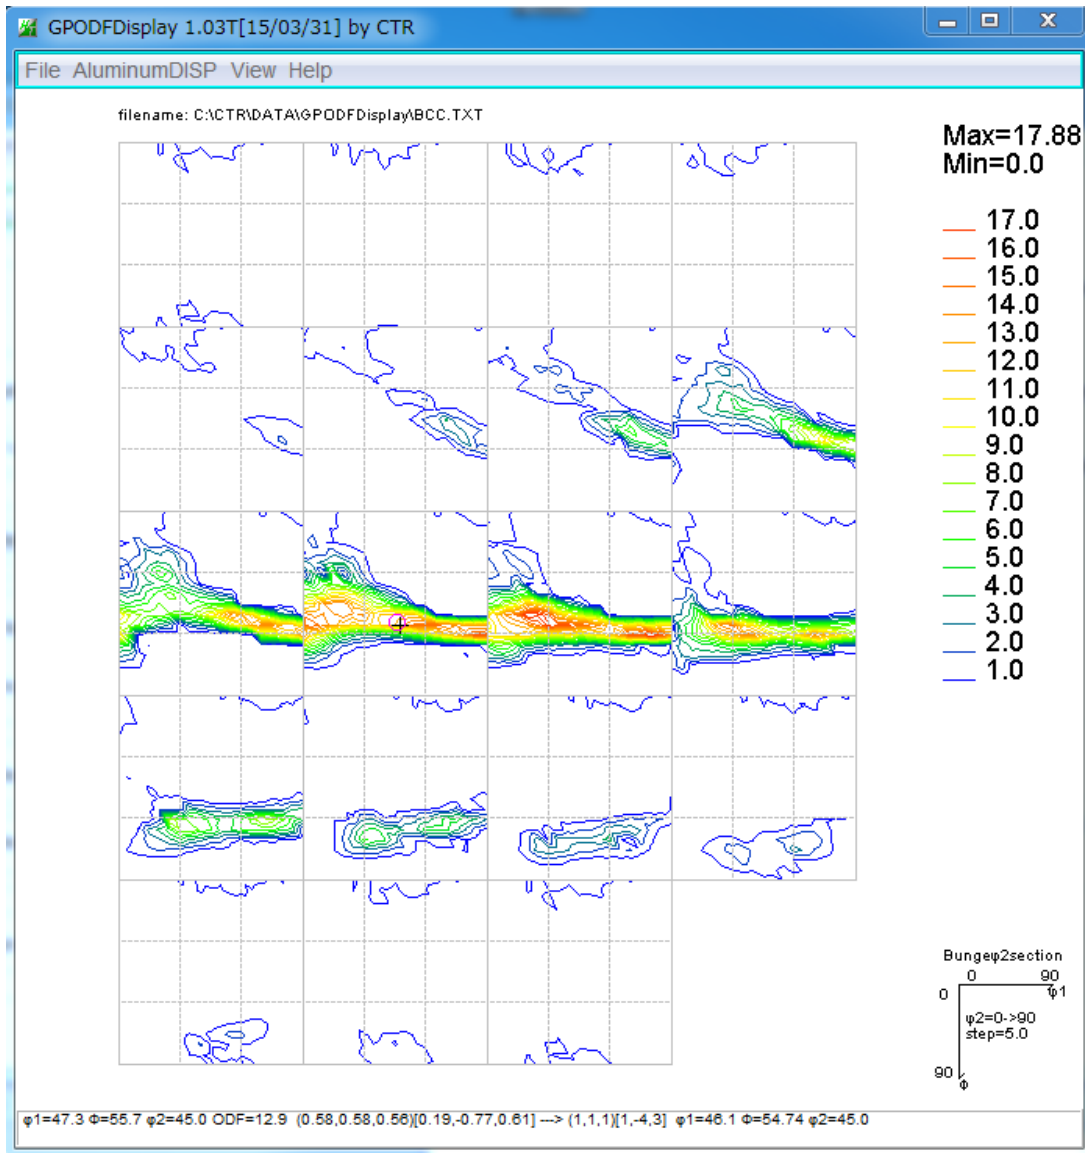 GPODFDisplay 1.03T[15/03/31] by CTR
File AluminumDISP View Help
filename: C:\CTR\DATA\GPODFDisplay\BCC.TXT
Max=17.88
Min=0.0
17.0
16.0
15.0
14.0
13.0
12.0
11.0
10.0
9.0
8.0
7.0
6.0
5.0
4.0
3.0
2.0
1.0
Bungeφ2section
0 90
0 φ1
φ2=0->90
step=5.0
90
Φ
φ1=47.3 Φ=55.7 φ2=45.0 ODF=12.9 (0.58,0.58,0.56)[0.19,-0.77,0.61] ---> (1,1,1)[1,-4,3] φ1=46.1 Φ=54.74 φ2=45.0